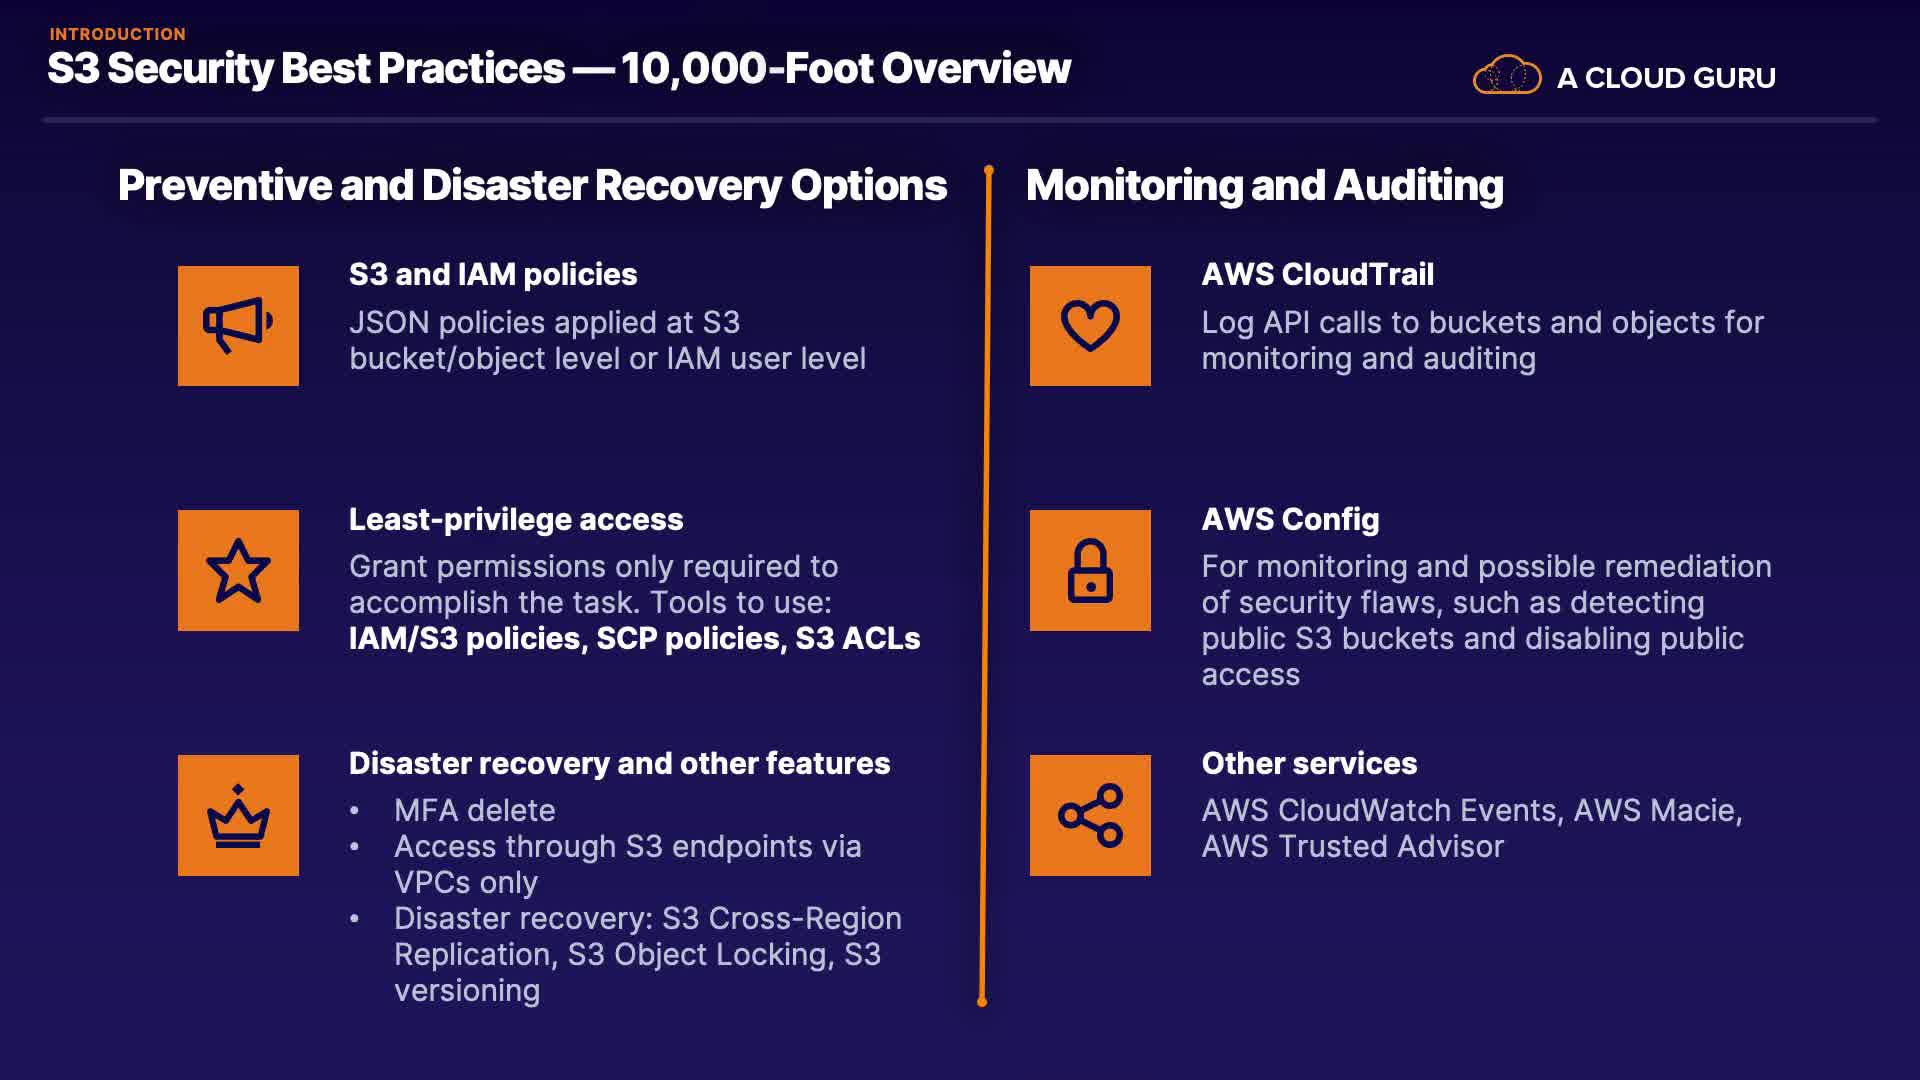 INTRODUCTION
S3 Security Best Practices — 10,000-Foot Overview
A CLOUD GURU
Preventive and Disaster Recovery Options
S3 and IAM policies
JSON policies applied at S3
bucket/object level or IAM user level
Least-privilege access
Grant permissions only required to
accomplish the task. Tools to use:
IAM/S3 policies, SCP policies, S3 ACLs
Disaster recovery and other features
• MFA delete
• Access through S3 endpoints via
VPCs only
• Disaster recovery: S3 Cross-Region
Replication, S3 Object Locking, S3
versioning
Monitoring and Auditing
AWS CloudTrail
Log API calls to buckets and objects for
monitoring and auditing
AWS Config
For monitoring and possible remediation
of security flaws, such as detecting
public S3 buckets and disabling public
access
Other services
AWS CloudWatch Events, AWS Macie,
AWS Trusted Advisor